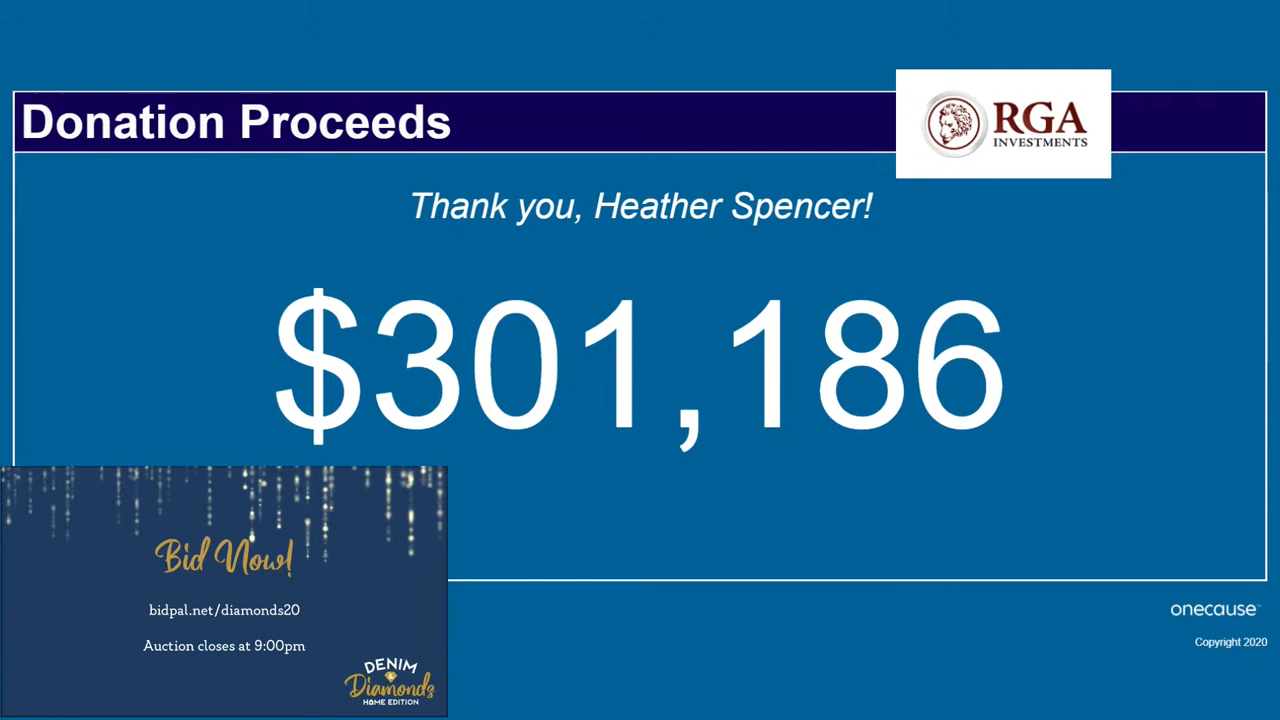 Donation Proceeds
RGA
INVESTMENTS
Thank you, Heather Spencer!
$301,186
Bid Now!
bidpal.net/diamonds20
Auction closes at 9:00pm
DENIM
&
Diamonds
HOME EDITION
onecause
Copyright 2020